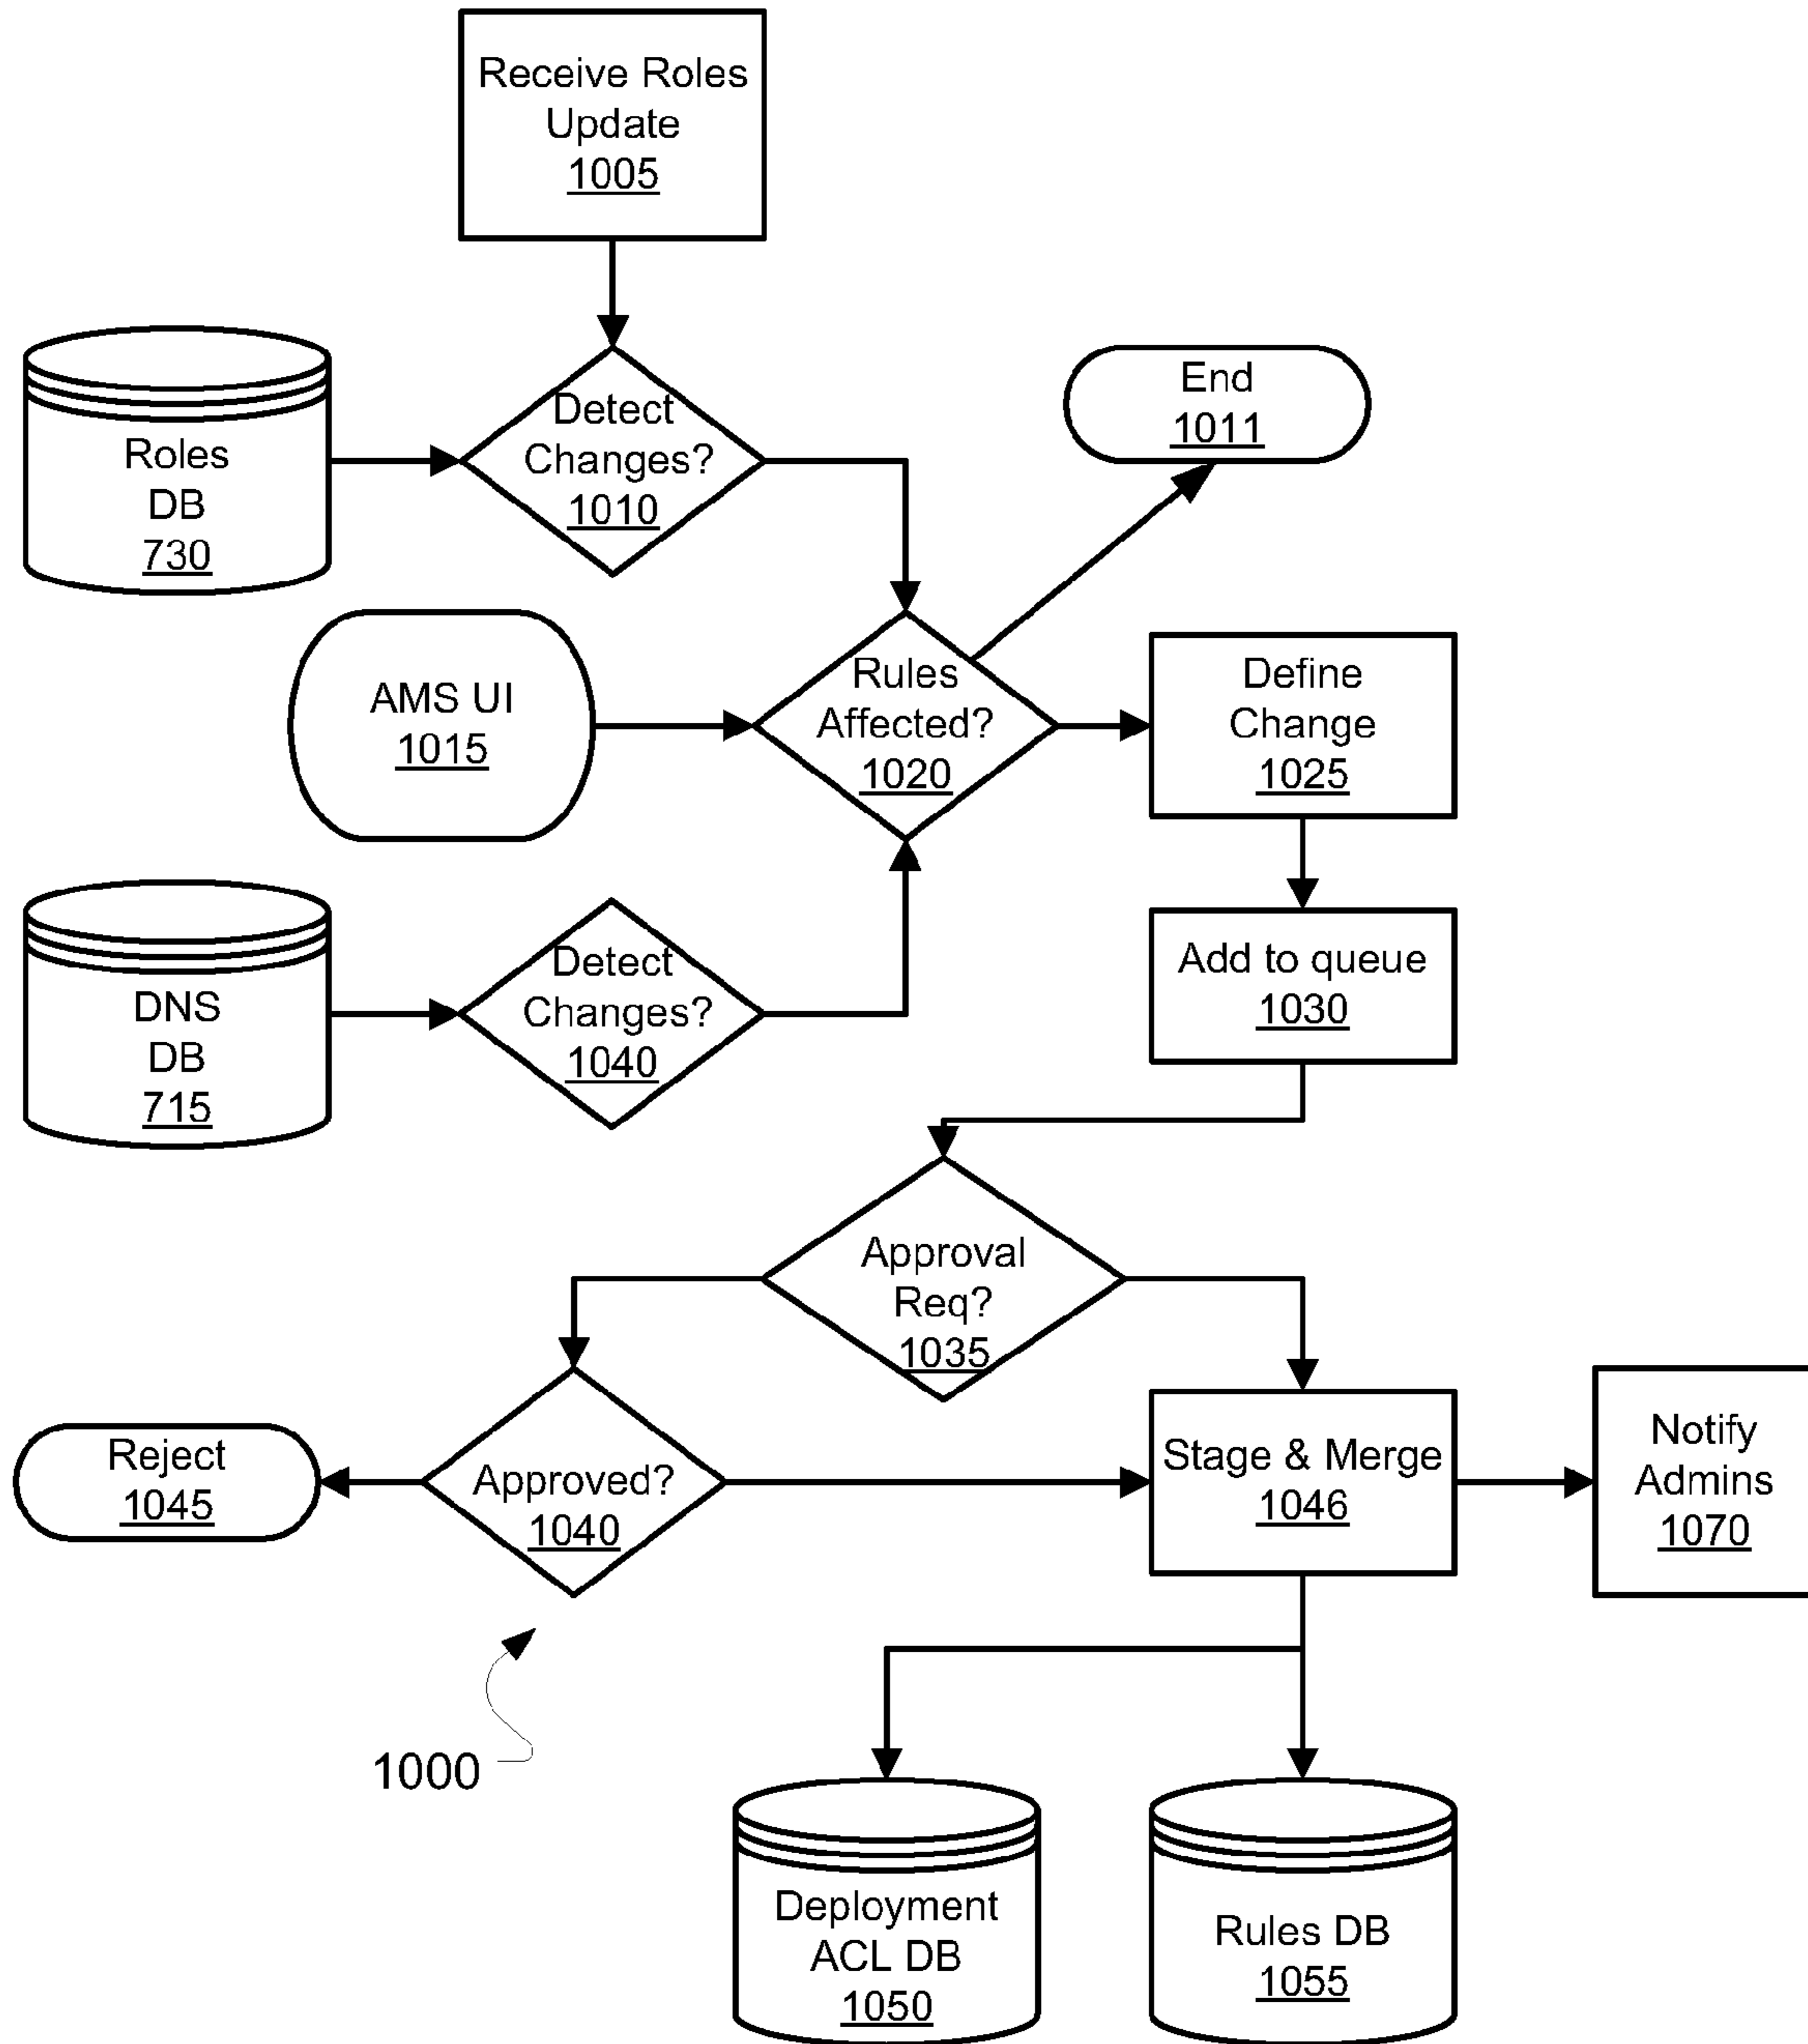 Receive Roles
Update
1005
Roles
DB
730
Detect
Changes?
1010
End
1011
AMS UI
1015
Rules
Affected?
1020
Define
Change
1025
DNS
DB
715
Detect
Changes?
1040
Add to queue
1030
Approval
Req?
1035
Reject
1045
Approved?
1040
Stage & Merge
1046
Notify
Admins
1070
1000
Deployment
ACL DB
1050
Rules DB
1055